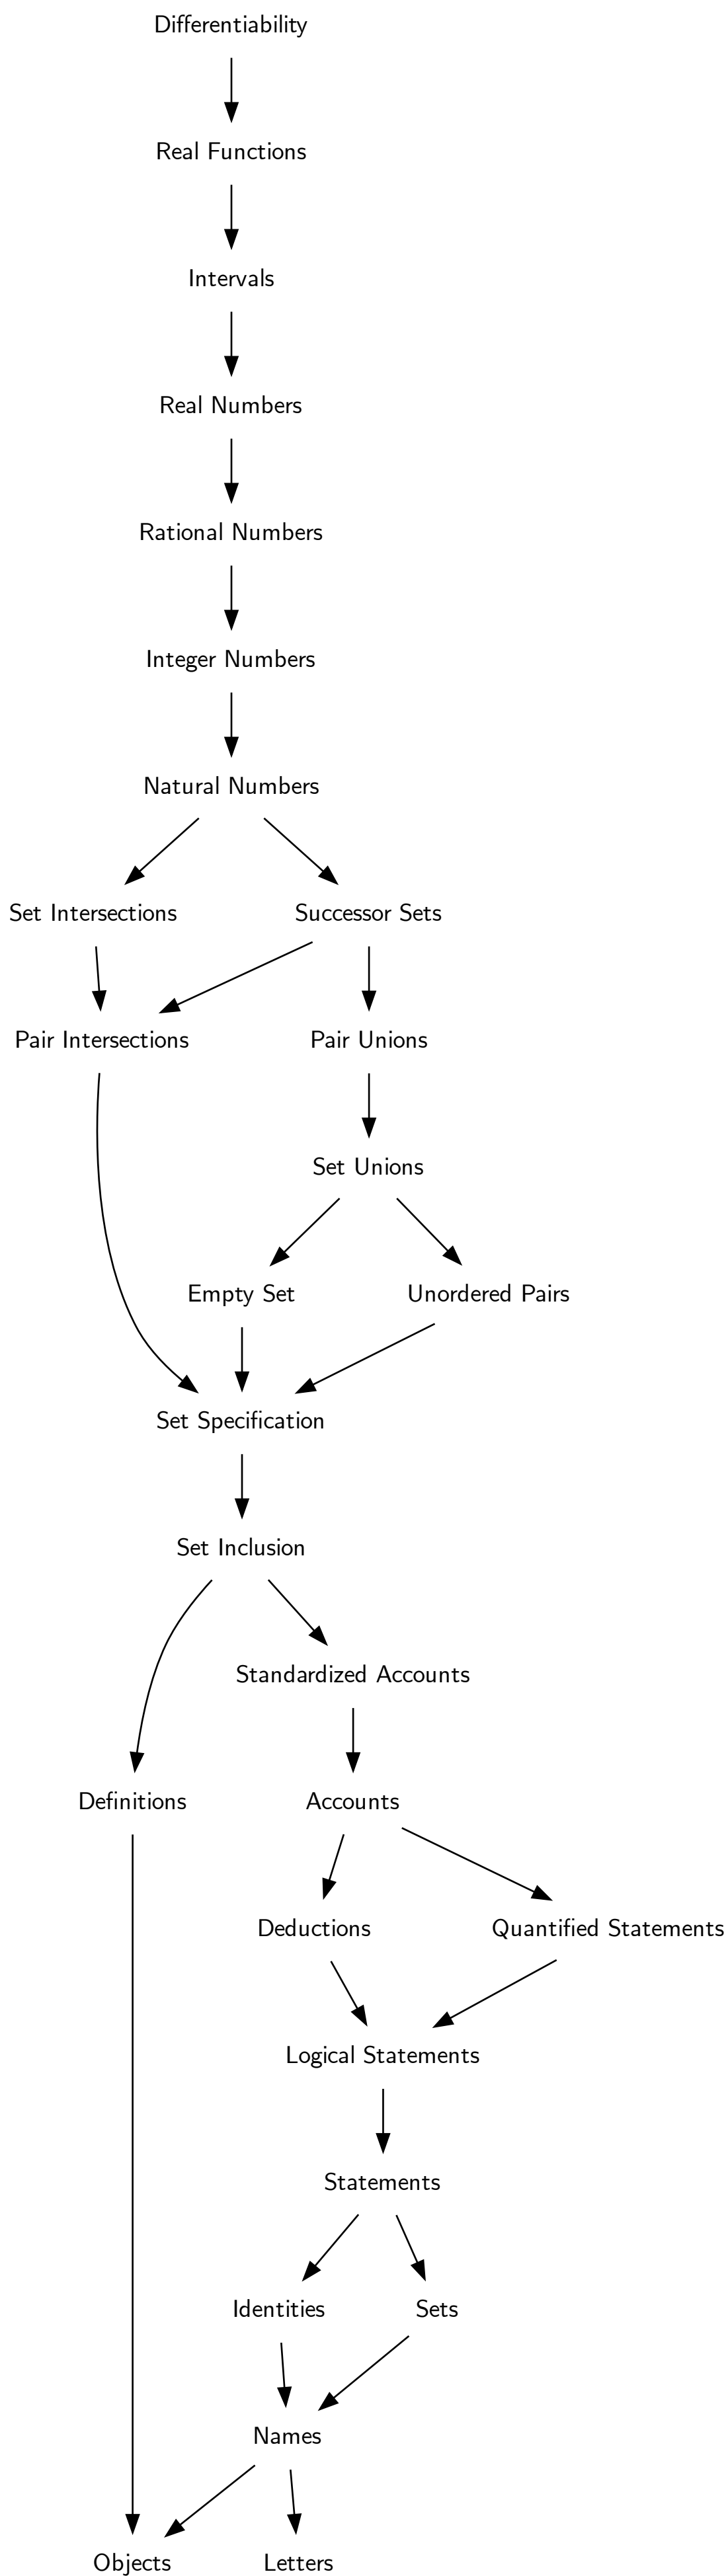 Differentiability
Real Functions
Intervals
Real Numbers
Rational Numbers
Integer Numbers
Natural Numbers
Set Intersections
Successor Sets
Pair Intersections
Pair Unions
Set Unions
Empty Set
Unordered Pairs
Set Specification
Set Inclusion
Standardized Accounts
Definitions
Accounts
Deductions
Quantified Statements
Logical Statements
Statements
Identities
Sets
Names
Objects
Letters